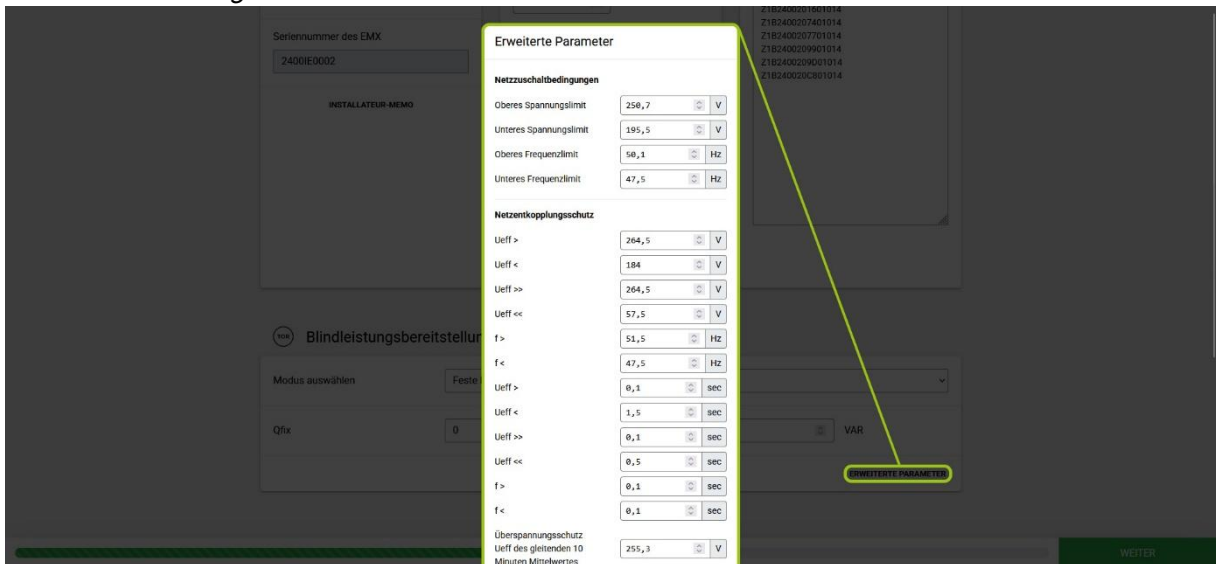 Z1B2400201601014
Seriennummer des EMX
Z1B2400207401014
Z1B2400207701014
2400IE0002
Z1B2400209901014
Z1B2400209D01014
Z1B240020C801014
INSTALLATEUR-MEMO
Erweiterte Parameter
Netzzuschaltbedingungen
Oberes Spannungslimit 250,7 V
Unteres Spannungslimit 195,5 V
Oberes Frequenzlimit 50,1 Hz
Unteres Frequenzlimit 47,5 Hz
Netzentkopplungsschutz
Ueff > 264,5 V
Ueff < 184 V
Ueff >> 264,5 V
Ueff << 57,5 V
f > 51,5 Hz
f < 47,5 Hz
Ueff > 0,1 sec
Ueff < 1,5 sec
Ueff >> 0,1 sec
Ueff << 0,5 sec
f > 0,1 sec
f < 0,1 sec
Überspannungsschutz
Ueff des gleitenden 10 255,3 V
Minuten Mittelwertes
TOR Blindleistungsbereitstellun
Modus auswählen Feste
Qfix 0 VAR
ERWEITERTE PARAMETER
WEITER